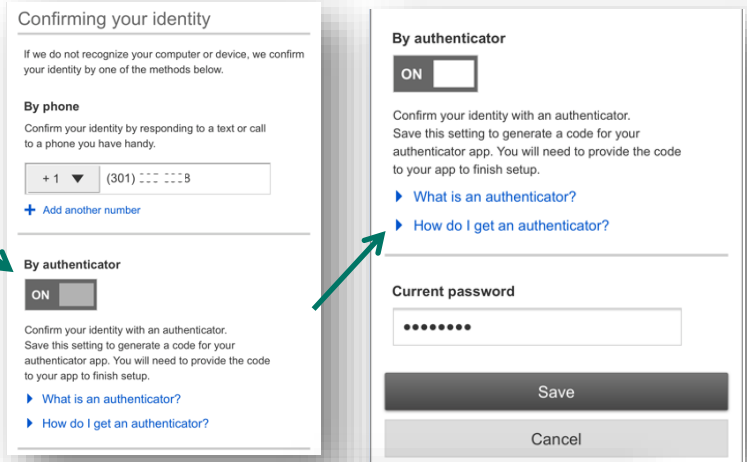 Confirming your identity
If we do not recognize your computer or device, we confirm
your identity by one of the methods below.
By phone
Confirm your identity by responding to a text or call
to a phone you have handy.
+ 1 (301)
Add another number
By authenticator
ON
Confirm your identity with an authenticator.
Save this setting to generate a code for your
authenticator app. You will need to provide the code
to your app to finish setup.
What is an authenticator?
How do I get an authenticator?
By authenticator
ON
Confirm your identity with an authenticator.
Save this setting to generate a code for your
authenticator app. You will need to provide the code
to your app to finish setup.
What is an authenticator?
How do I get an authenticator?
Current password
••••••••
Save
Cancel